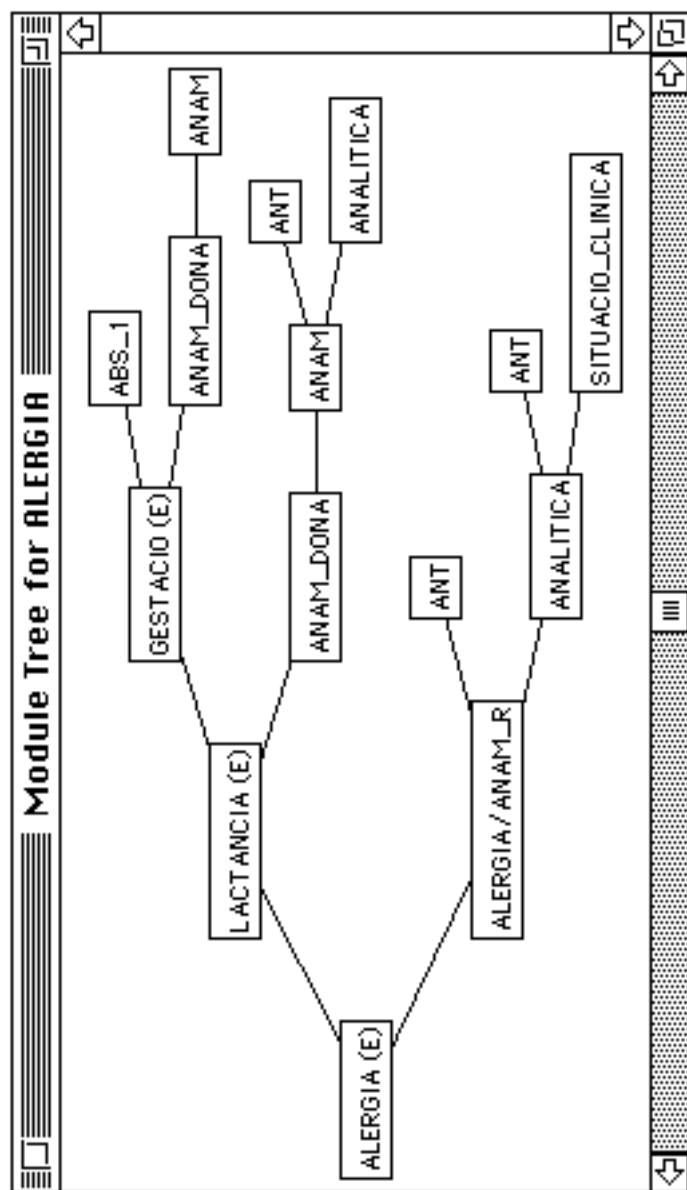 Module Tree for ALERGIA
ALERGIA (E)
LACTANCIA (E)
GESTACIO (E)
ABS_1
ANAM_DONA
ANAM
ANAM_DONA
ANAM
ANT
ANALITICA
ALERGIA/ANAM_R
ANT
ANALITICA
ANT
SITUACIO_CLINICA